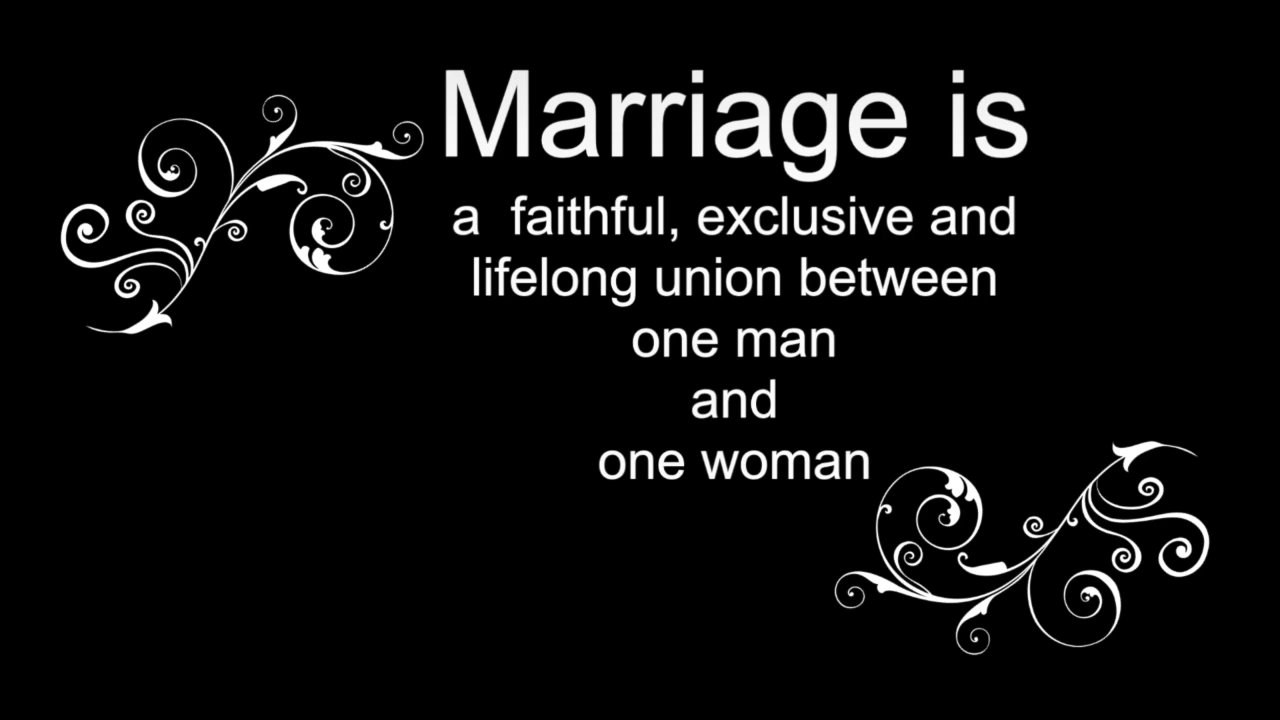 Marriage is
a  faithful, exclusive and
lifelong union between
one man
and
one woman